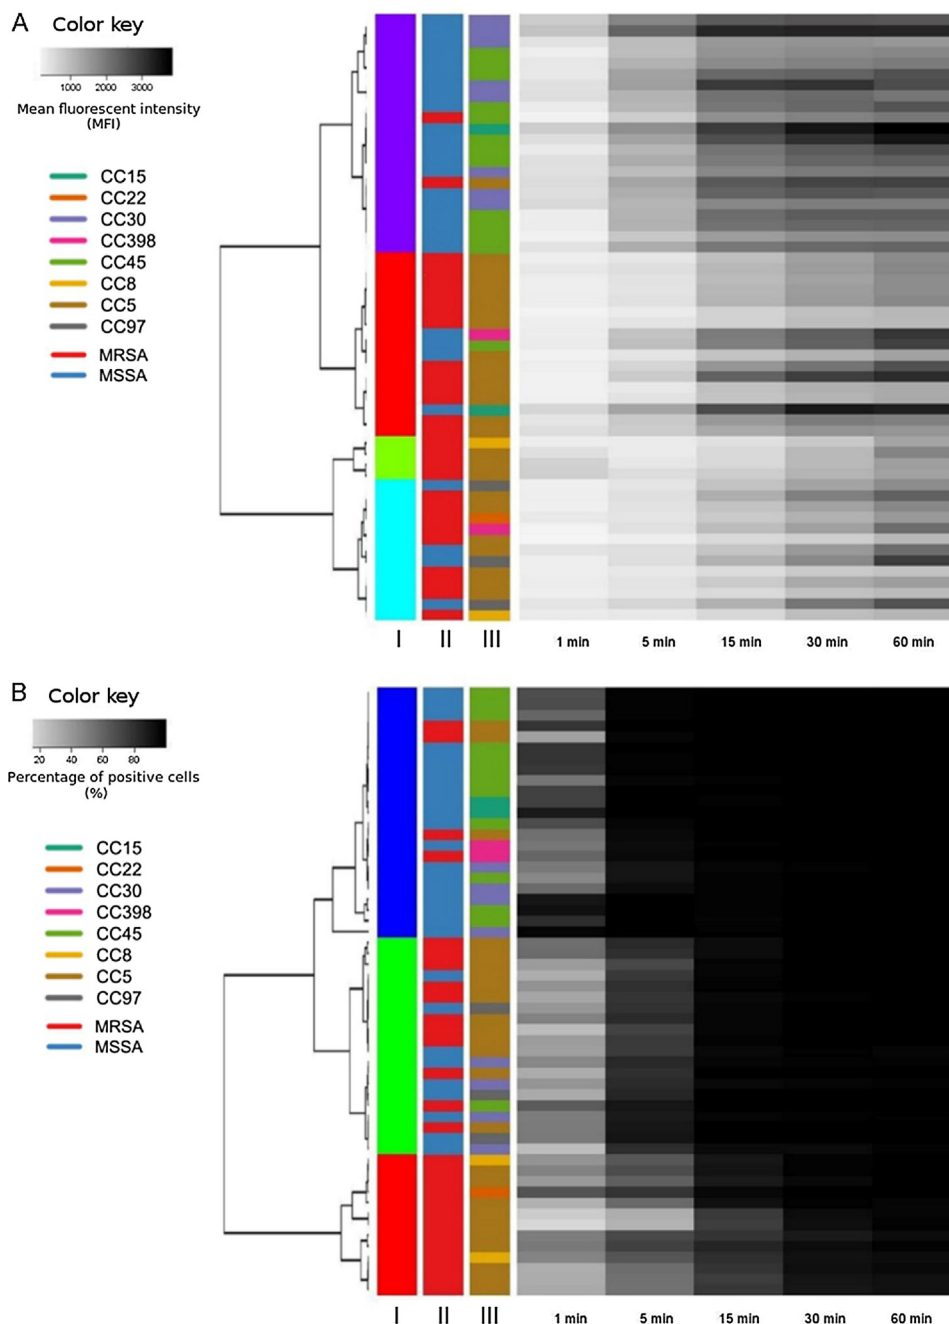 A
Color key
1000 2000 3000
Mean fluorescent intensity
(MFI)
CC15
CC22
CC30
CC398
CC45
CC8
CC5
CC97
MRSA
MSSA
I II III 1 min 5 min 15 min 30 min 60 min
B
Color key
20 40 60 80
Percentage of positive cells
(%)
CC15
CC22
CC30
CC398
CC45
CC8
CC5
CC97
MRSA
MSSA
I II III 1 min 5 min 15 min 30 min 60 min